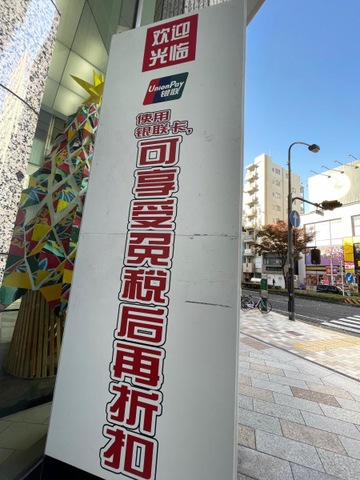 欢迎
光临
UnionPay
银联
使用
银联卡,
可享受免税后再折扣